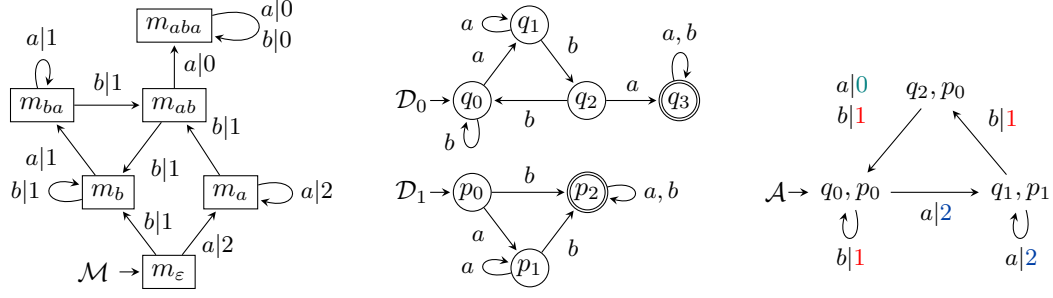 m_{aba}
a|0
b|0
a|1
a|0
b|1
m_{ba}
m_{ab}
b|1
a|1
b|1
b|1
m_b
m_a
a|2
b|1
a|2
\mathcal{M}
m_ε
q_1
a
a
b
a, b
\mathcal{D}_0
q_0
q_2
a
q_3
b
b
\mathcal{D}_1
p_0
b
p_2
a, b
a
b
a
p_1
a|0
b|1
q_2, p_0
b|1
\mathcal{A}
q_0, p_0
q_1, p_1
a|2
b|1
a|2